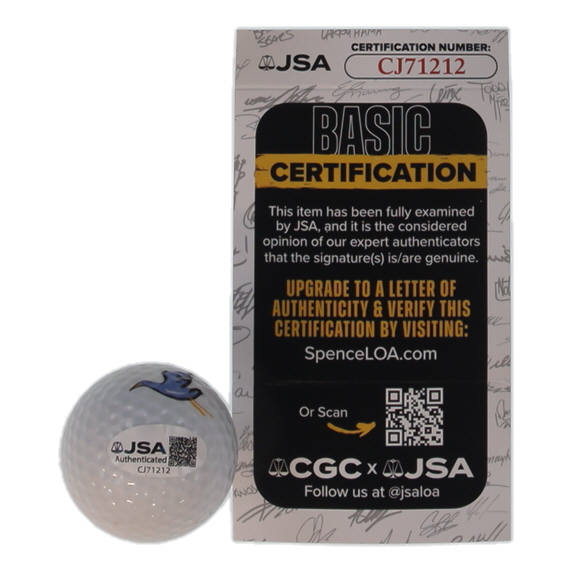 JSA
CERTIFICATION NUMBER:
CJ71212
BASIC
CERTIFICATION
This item has been fully examined
by JSA, and it is the considered
opinion of our expert authenticators
that the signature(s) is/are genuine.
UPGRADE TO A LETTER OF
AUTHENTICITY & VERIFY THIS
CERTIFICATION BY VISITING:
SpenceLOA.com
Or Scan
CGC x JSA
Follow us at @jsaloa
JSA
Authenticated
CJ71212